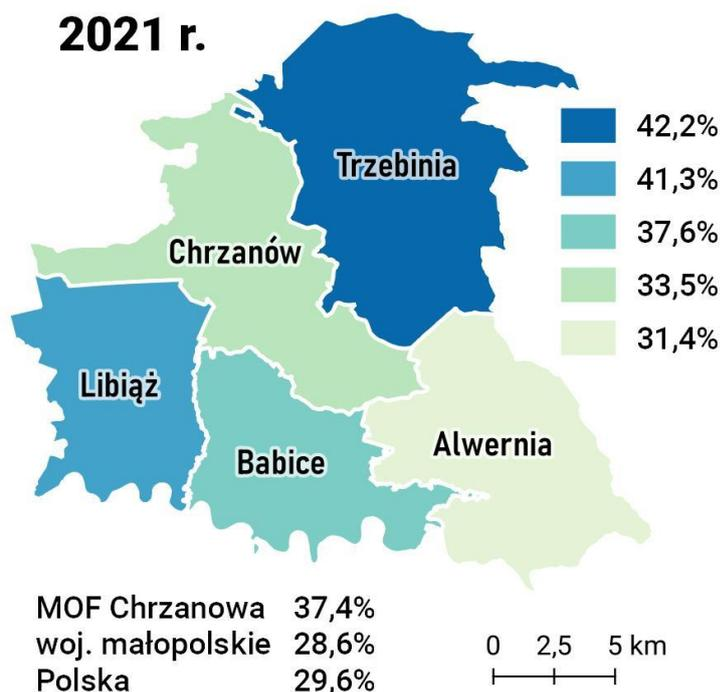 2021 r.
Trzebinia
42,2%
41,3%
37,6%
33,5%
31,4%
Chrzanów
Libiąż
Babice
Alwernia
MOF Chrzanowa 37,4%
woj. małopolskie 28,6%
Polska 29,6%
0 2,5 5 km